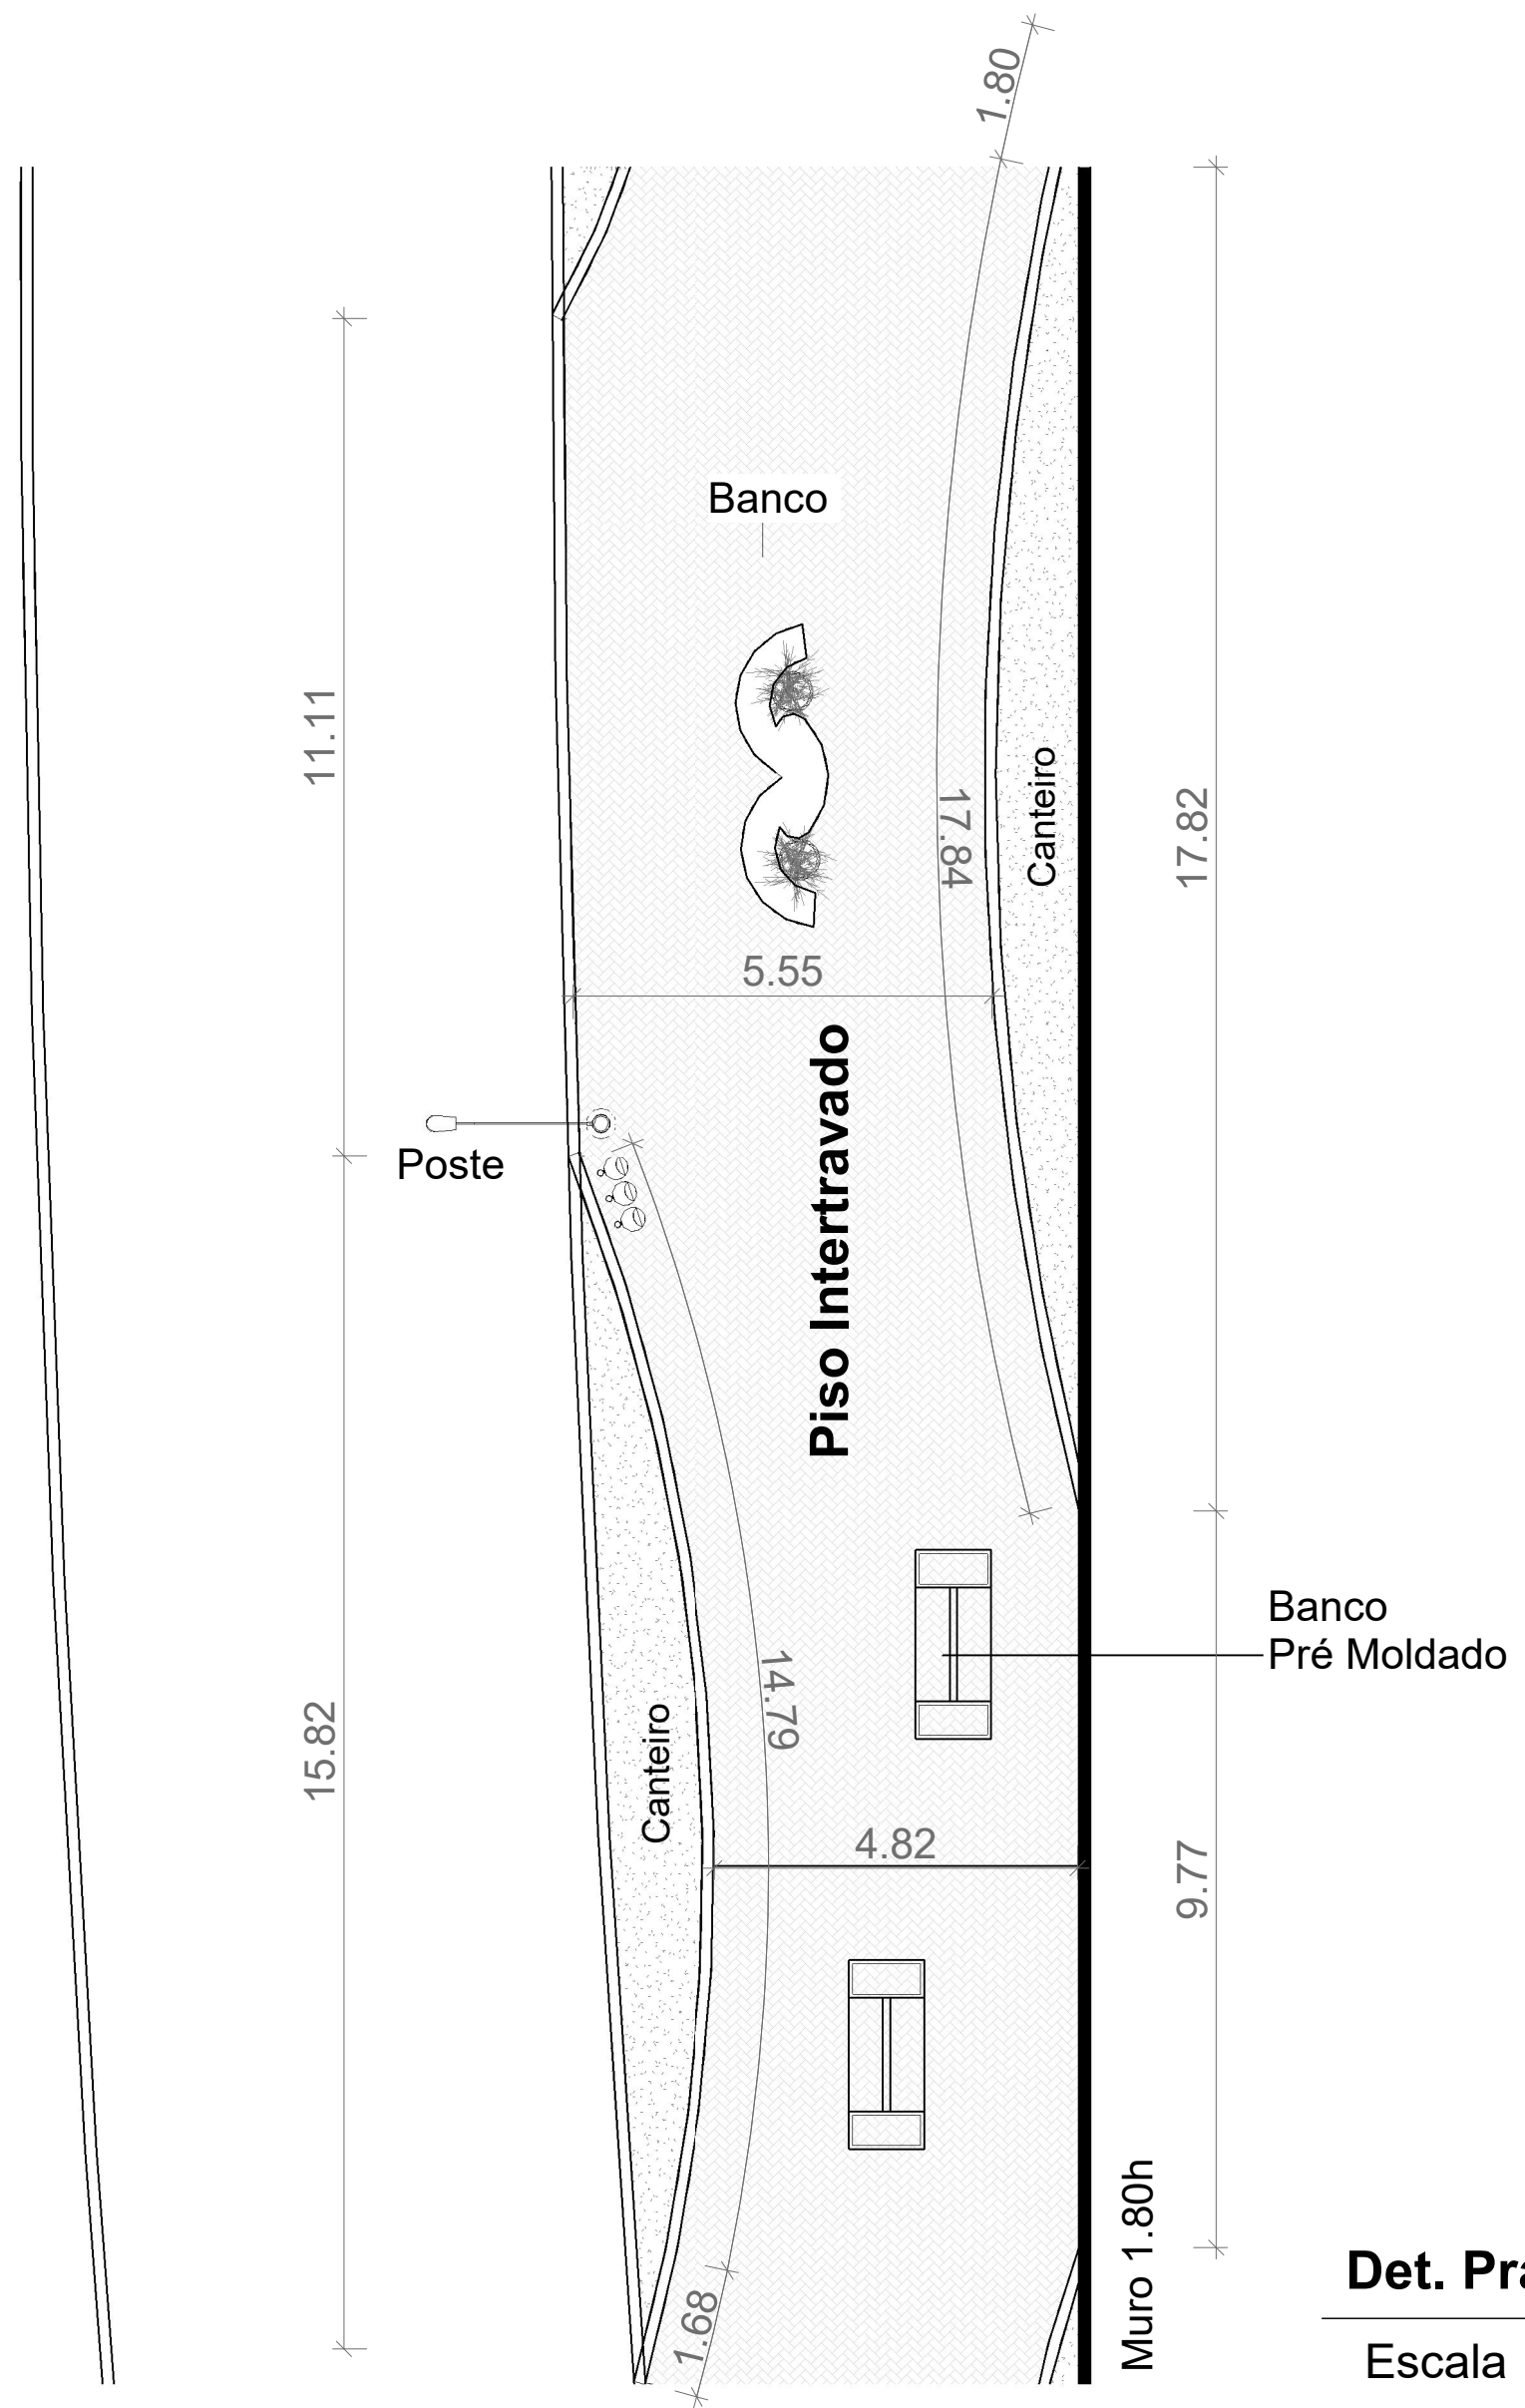 1.80
Banco
11.11
17.84
Canteiro
17.82
5.55
Piso Intertravado
Poste
Banco
Pré Moldado
14.79
15.82
Canteiro
4.82
9.77
Muro 1.80h
1.68
Det. Pra
Escala